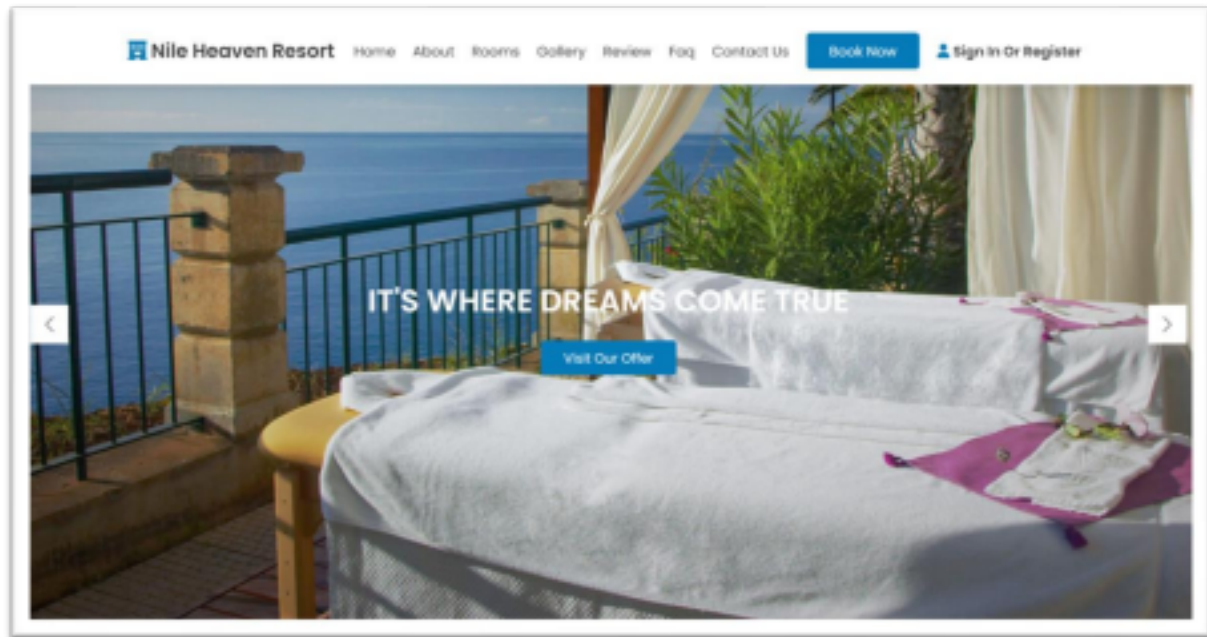 Nile Heaven Resort Home About Rooms Gallery Review Faq Contact Us Book Now Sign In Or Register
IT'S WHERE DREAMS COME TRUE
Visit Our Offer